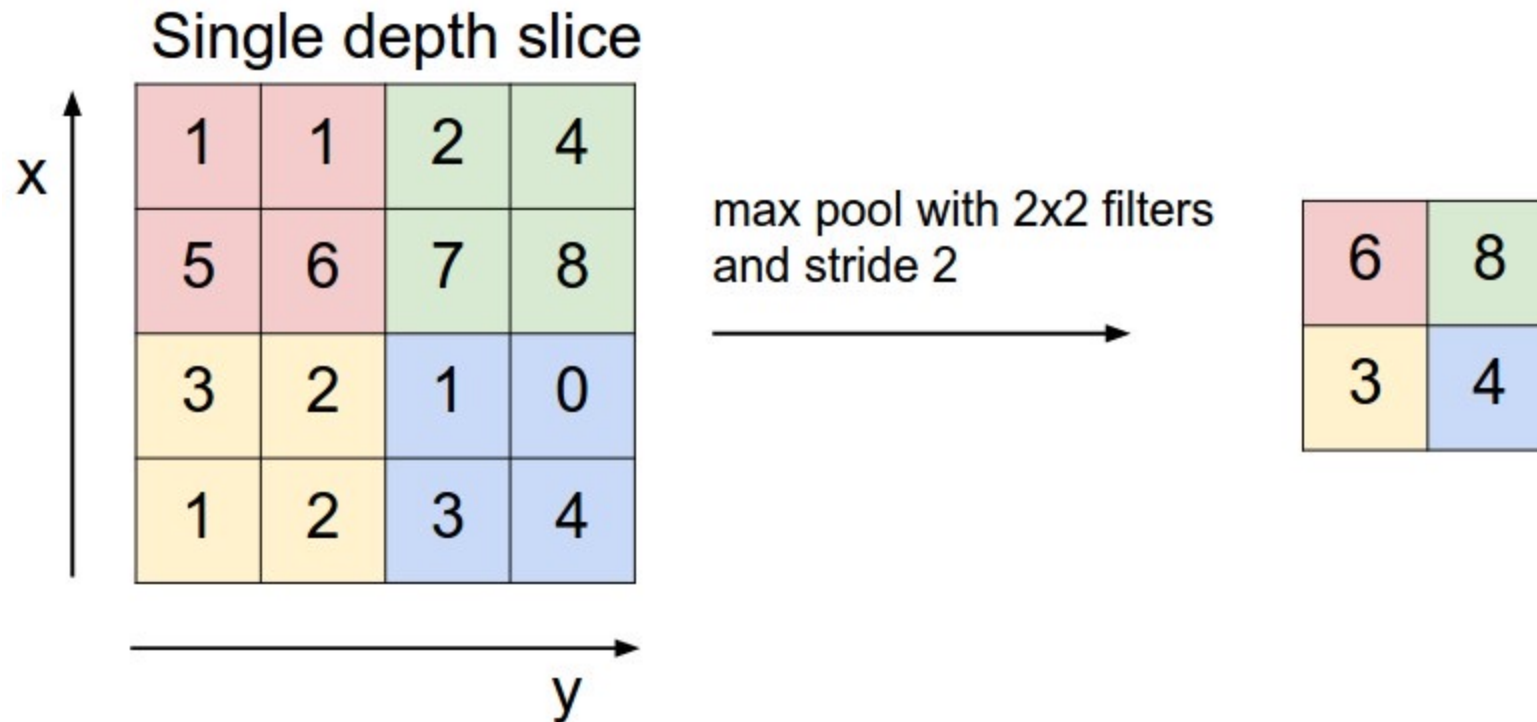 Single depth slice
x
1 1 2 4
5 6 7 8
3 2 1 0
1 2 3 4
y
max pool with 2x2 filters
and stride 2
6 8
3 4